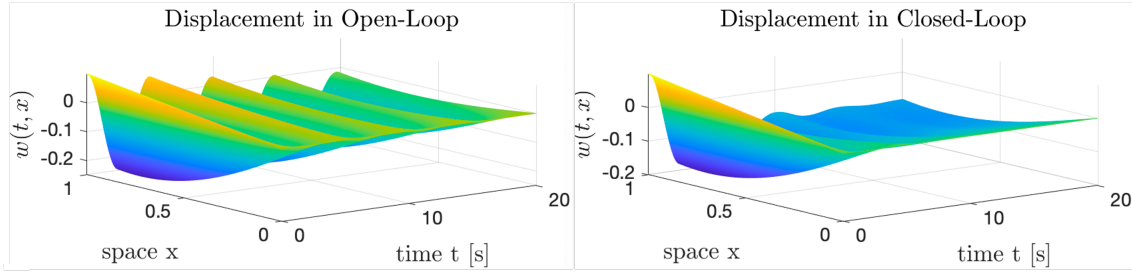 Displacement in Open-Loop
w(t, x)
0
-0.1
-0.2
1
0.5
0
0
10
20
space x
time t [s]
Displacement in Closed-Loop
w(t, x)
0
-0.1
-0.2
1
0.5
0
0
10
20
space x
time t [s]